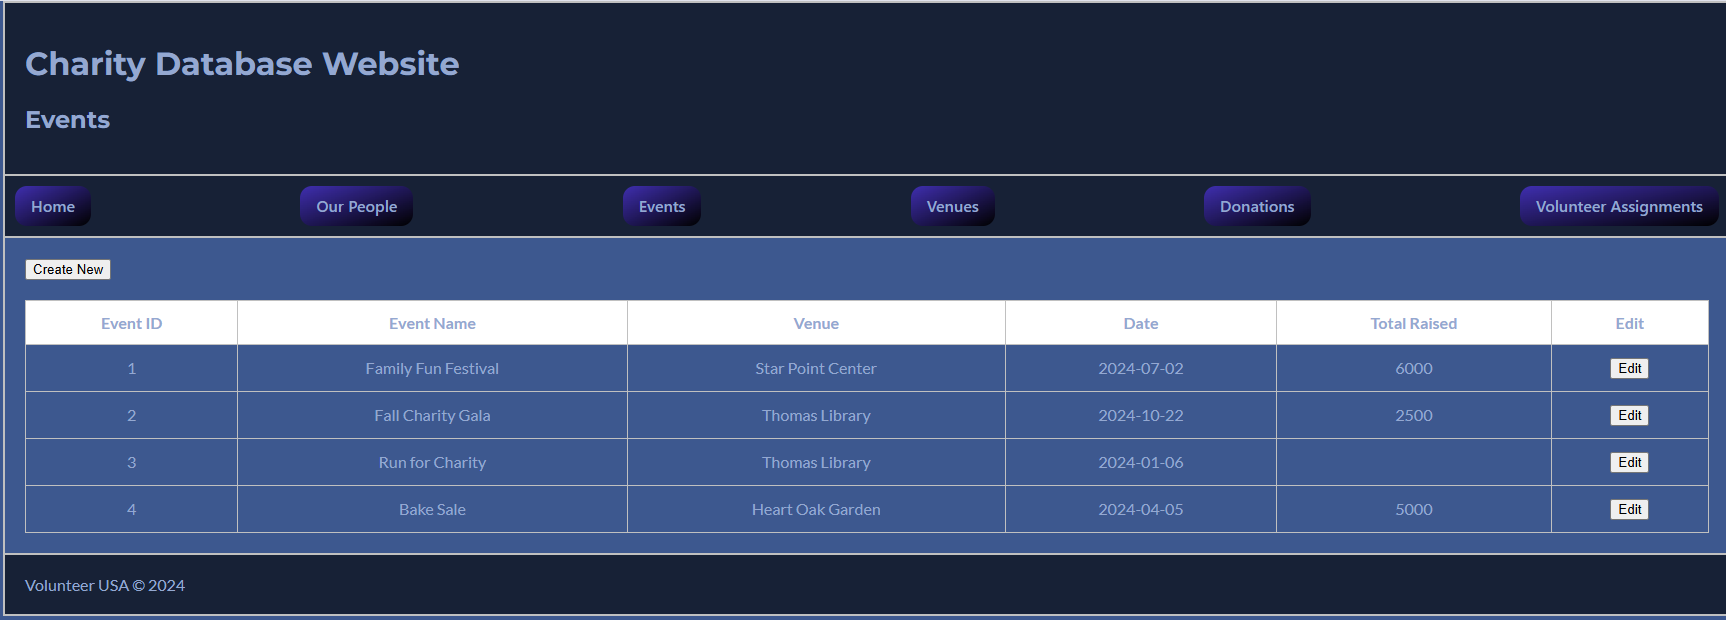 Charity Database Website
Events
Home Our People Events Venues Donations Volunteer Assignments
Create New
Event ID Event Name Venue Date Total Raised Edit
1 Family Fun Festival Star Point Center 2024-07-02 6000 Edit
2 Fall Charity Gala Thomas Library 2024-10-22 2500 Edit
3 Run for Charity Thomas Library 2024-01-06 Edit
4 Bake Sale Heart Oak Garden 2024-04-05 5000 Edit
Volunteer USA © 2024